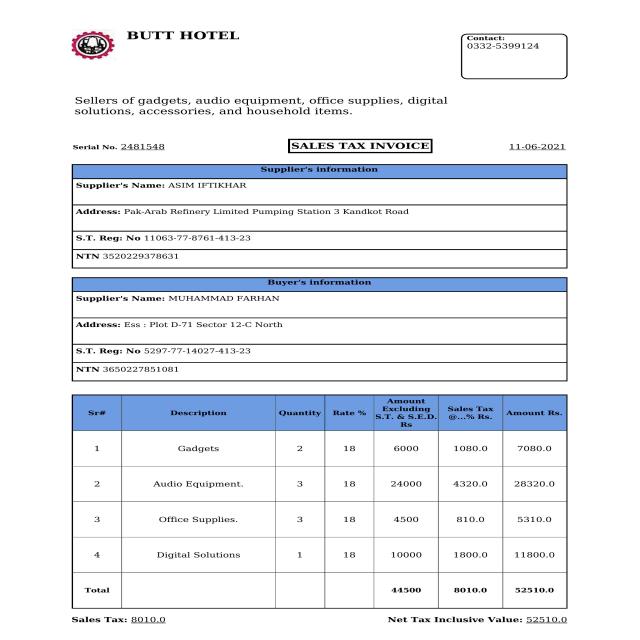 BUTT HOTEL
Contact:
0332-5399124
Sellers of gadgets, audio equipment, office supplies, digital
solutions, accessories, and household items.
Serial No. 2481548 SALES TAX INVOICE 11-06-2021
Supplier's information
Supplier's Name: ASIM IFTIKHAR
Address: Pak-Arab Refinery Limited Pumping Station 3 Kandkot Road
S.T. Reg: No 11063-77-8761-413-23
NTN 3520229378631
Buyer's information
Supplier's Name: MUHAMMAD FARHAN
Address: Ess : Plot D-71 Sector 12-C North
S.T. Reg: No 5297-77-14027-413-23
NTN 3650227851081
Sr# Description Quantity Rate % Amount Excluding S.T. & S.E.D. Rs Sales Tax @...% Rs. Amount Rs.
1 Gadgets 2 18 6000 1080.0 7080.0
2 Audio Equipment. 3 18 24000 4320.0 28320.0
3 Office Supplies. 3 18 4500 810.0 5310.0
4 Digital Solutions 1 18 10000 1800.0 11800.0
Total 44500 8010.0 52510.0
Sales Tax: 8010.0 Net Tax Inclusive Value: 52510.0